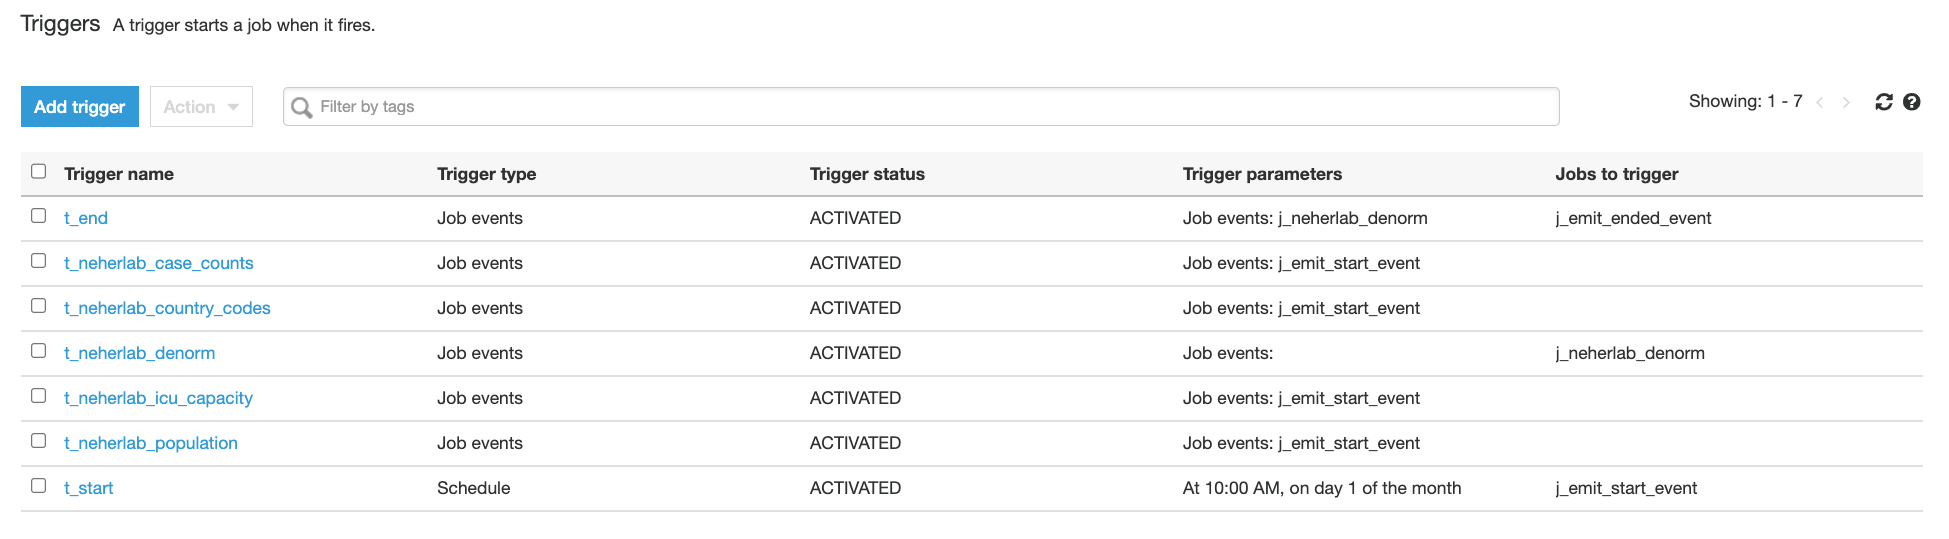 Triggers A trigger starts a job when it fires.
Add trigger Action Filter by tags Showing: 1 - 7
Trigger name Trigger type Trigger status Trigger parameters Jobs to trigger
t_end Job events ACTIVATED Job events: j_neherlab_denorm j_emit_ended_event
t_neherlab_case_counts Job events ACTIVATED Job events: j_emit_start_event
t_neherlab_country_codes Job events ACTIVATED Job events: j_emit_start_event
t_neherlab_denorm Job events ACTIVATED Job events: j_neherlab_denorm
t_neherlab_icu_capacity Job events ACTIVATED Job events: j_emit_start_event
t_neherlab_population Job events ACTIVATED Job events: j_emit_start_event
t_start Schedule ACTIVATED At 10:00 AM, on day 1 of the month j_emit_start_event